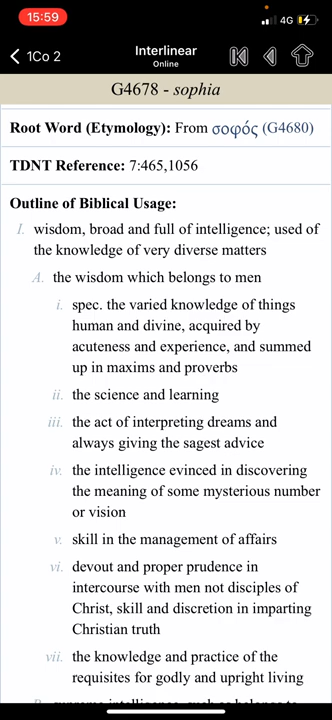 15:59
4G
1Co 2
Interlinear
Online
G4678 - sophia
Root Word (Etymology): From σοφός (G4680)
TDNT Reference: 7:465,1056
Outline of Biblical Usage:
I. wisdom, broad and full of intelligence; used of
the knowledge of very diverse matters
A. the wisdom which belongs to men
i. spec. the varied knowledge of things
human and divine, acquired by
acuteness and experience, and summed
up in maxims and proverbs
ii. the science and learning
iii. the act of interpreting dreams and
always giving the sagest advice
iv. the intelligence evinced in discovering
the meaning of some mysterious number
or vision
v. skill in the management of affairs
vi. devout and proper prudence in
intercourse with men not disciples of
Christ, skill and discretion in imparting
Christian truth
vii. the knowledge and practice of the
requisites for godly and upright living